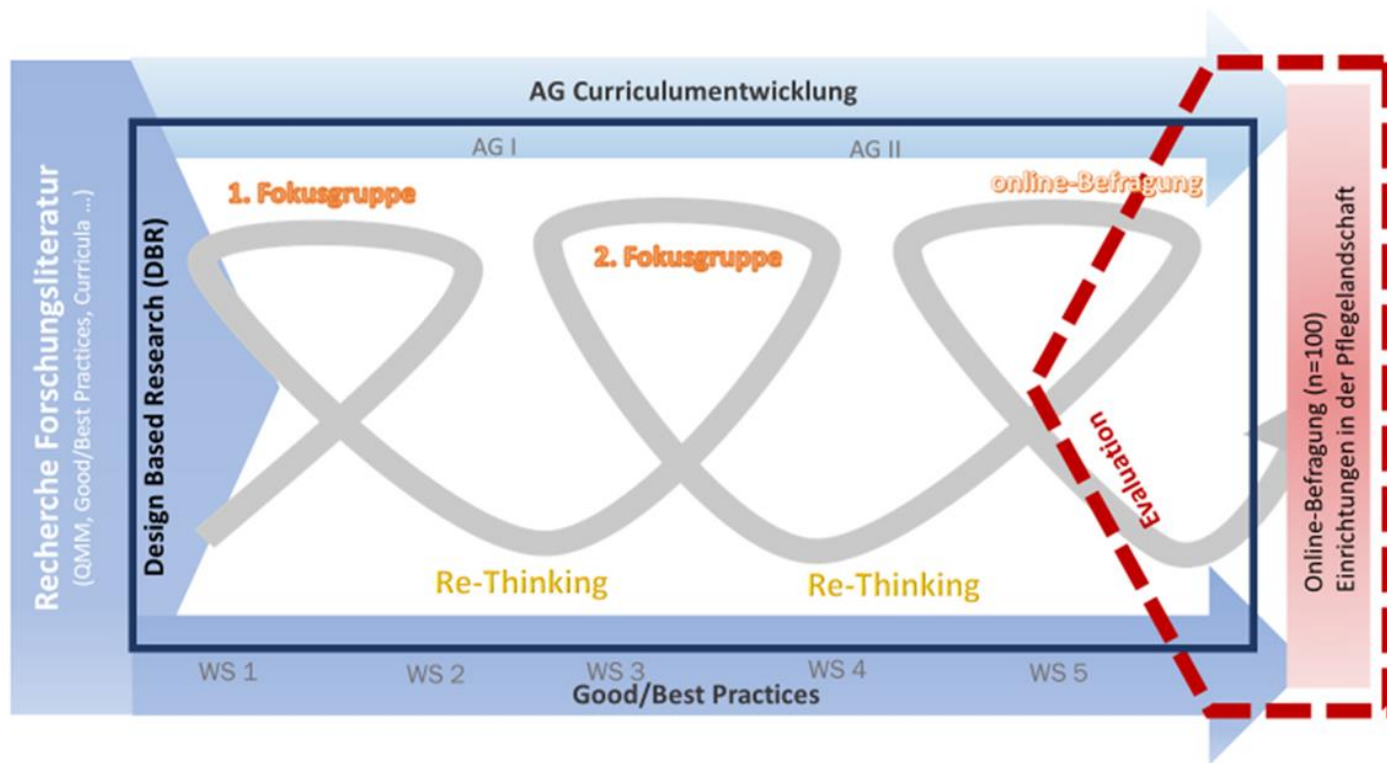 AG Curriculumentwicklung
AG I
AG II
Recherche Forschungsliteratur
(QMM, Good/Best Practices, Curricula ...)
Design Based Research (DBR)
1. Fokusgruppe
2. Fokusgruppe
online-Befragung
Evaluation
Re-Thinking
Re-Thinking
WS 1
WS 2
WS 3
WS 4
WS 5
Good/Best Practices
Online-Befragung (n=100)
Einrichtungen in der Pflegelandschaft